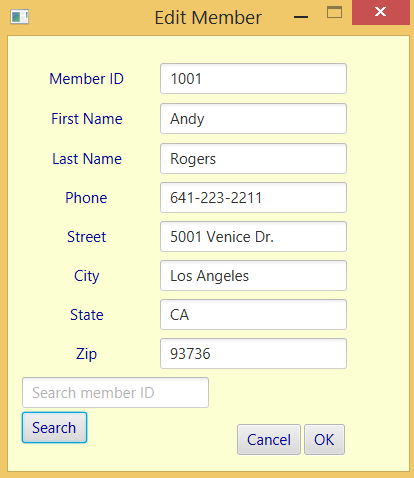 Edit Member
Member ID 1001
First Name Andy
Last Name Rogers
Phone 641-223-2211
Street 5001 Venice Dr.
City Los Angeles
State CA
Zip 93736
Search member ID
Search
Cancel OK